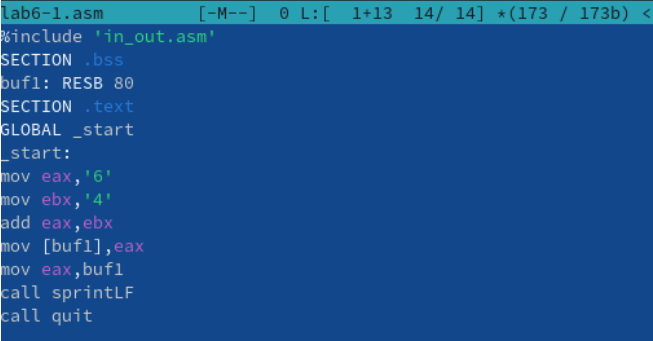 lab6-1.asm [-M--] 0 L:[ 1+13 14/ 14] *(173 / 173b) <
%include 'in_out.asm'
SECTION .bss
buf1: RESB 80
SECTION .text
GLOBAL _start
_start:
mov eax,'6'
mov ebx,'4'
add eax,ebx
mov [buf1],eax
mov eax,buf1
call sprintLF
call quit